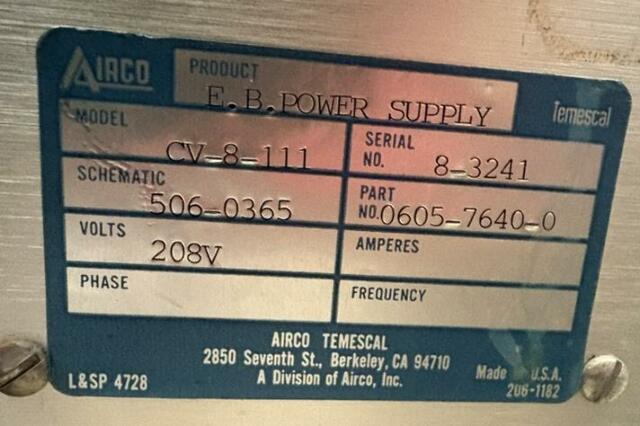 AIRCO
PRODUCT
E.B.POWER SUPPLY
Temescal
MODEL
CV-8-111
SERIAL
NO. 8-3241
SCHEMATIC
506-0365
PART
NO.0605-7640-0
VOLTS
208V
AMPERES
PHASE
FREQUENCY
AIRCO TEMESCAL
2850 Seventh St., Berkeley, CA 94710
A Division of Airco, Inc.
L&SP 4728
Made in U.S.A.
206-1182